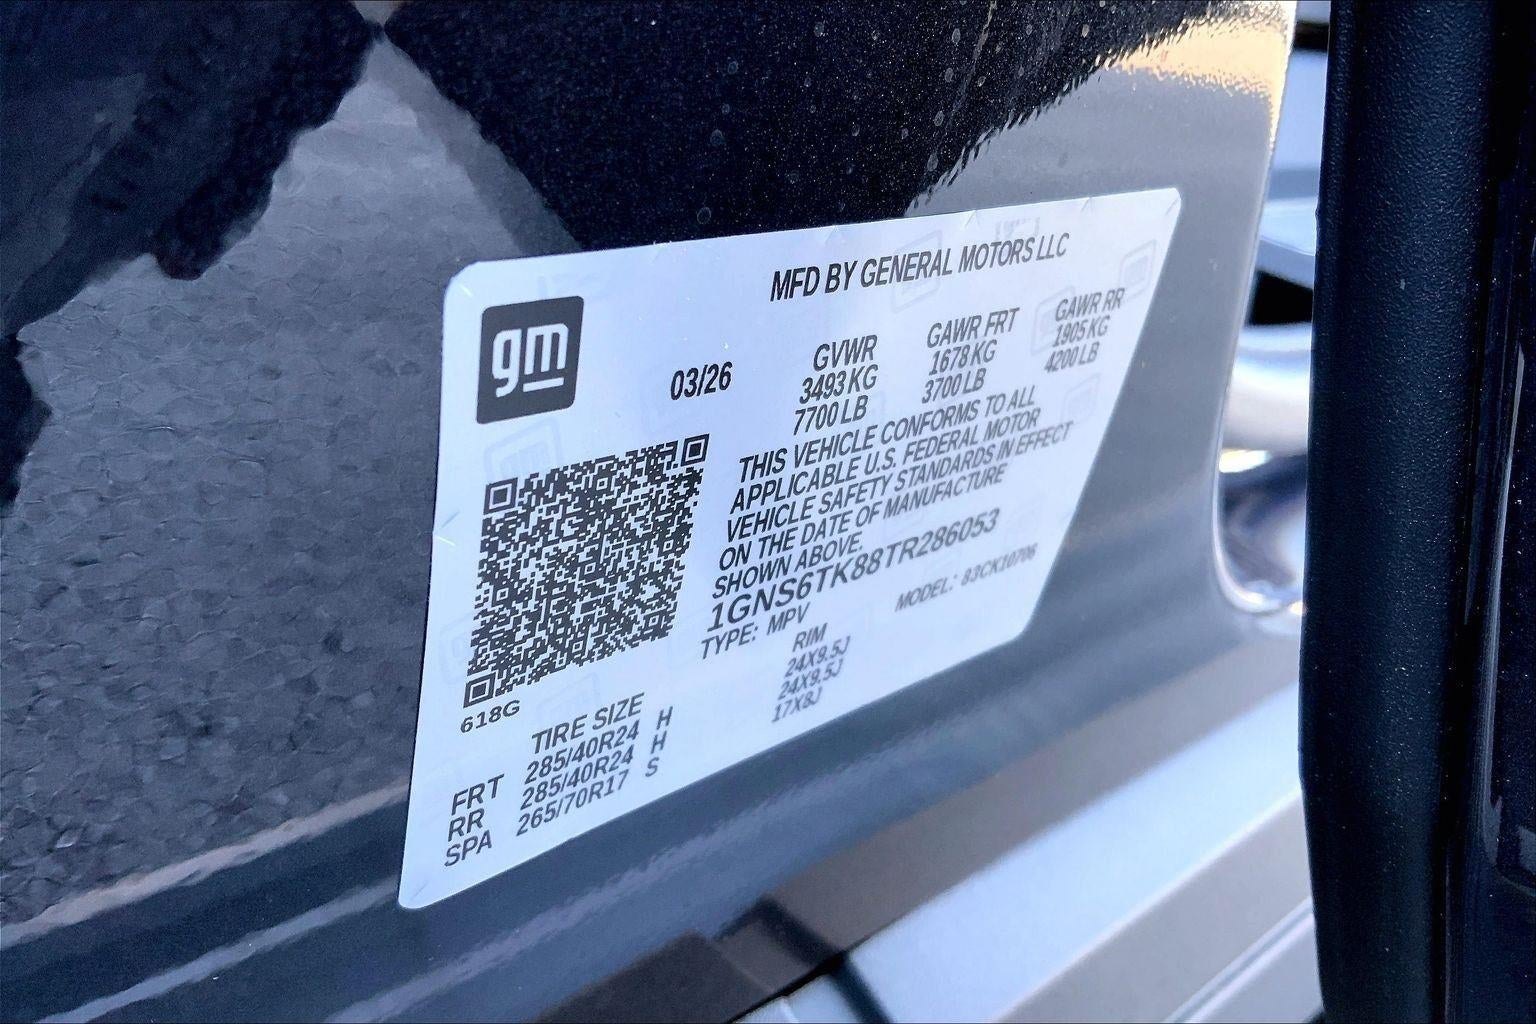 MFD BY GENERAL MOTORS LLC
gm
03/26
GVWR
3493 KG
7700 LB
GAWR FRT
1678 KG
3700 LB
GAWR RR
1905 KG
4200 LB
THIS VEHICLE CONFORMS TO ALL
APPLICABLE U.S. FEDERAL MOTOR
VEHICLE SAFETY STANDARDS IN EFFECT
ON THE DATE OF MANUFACTURE
SHOWN ABOVE.
1GNS6TK88TR286053
TYPE: MPV MODEL: 83CK10706
618G
TIRE SIZE RIM
FRT 285/40R24 H 24X9.5J
RR 285/40R24 H 24X9.5J
SPA 265/70R17 S 17X8J